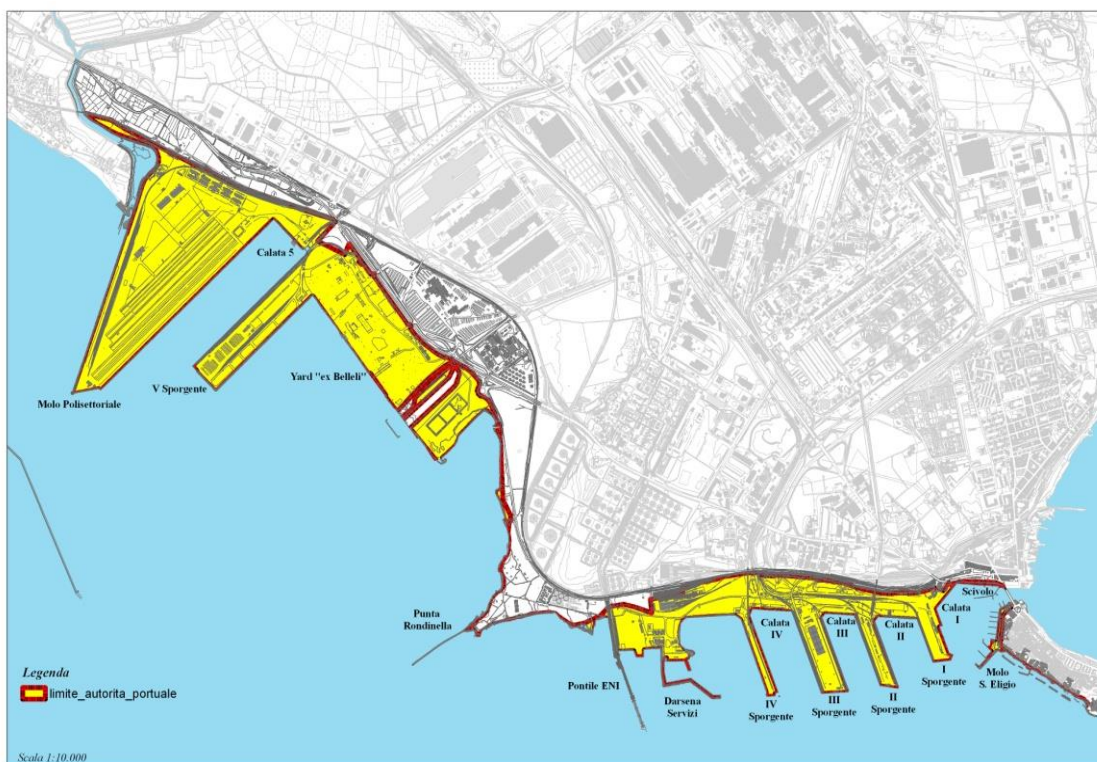 Calata 5
V Sporgente
Yard "ex Belleli"
Molo Polisettoriale
Punta
Rondinella
Scivolo
Calata
I
Calata
IV
Calata
III
Calata
II
Pontile ENI
Darsena
Servizi
IV
Sporgente
III
Sporgente
II
Sporgente
I
Sporgente
Molo
S. Eligio
Legenda
limite_autorita_portuale
Scala 1:10.000